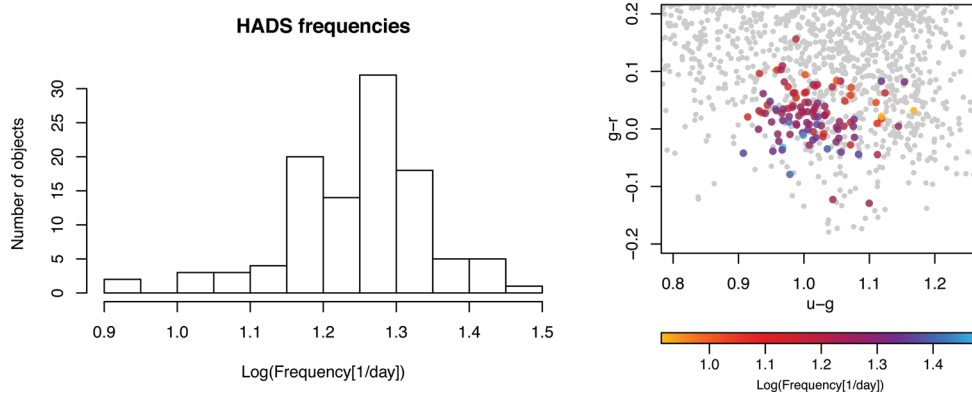 HADS frequencies
Number of objects
30
20
15
10
5
0
0.9 1.0 1.1 1.2 1.3 1.4 1.5
Log(Frequency[1/day])
g-r
0.2
0.1
0.0
-0.1
-0.2
0.8 0.9 1.0 1.1 1.2
u-g
1.0 1.1 1.2 1.3 1.4
Log(Frequency[1/day])